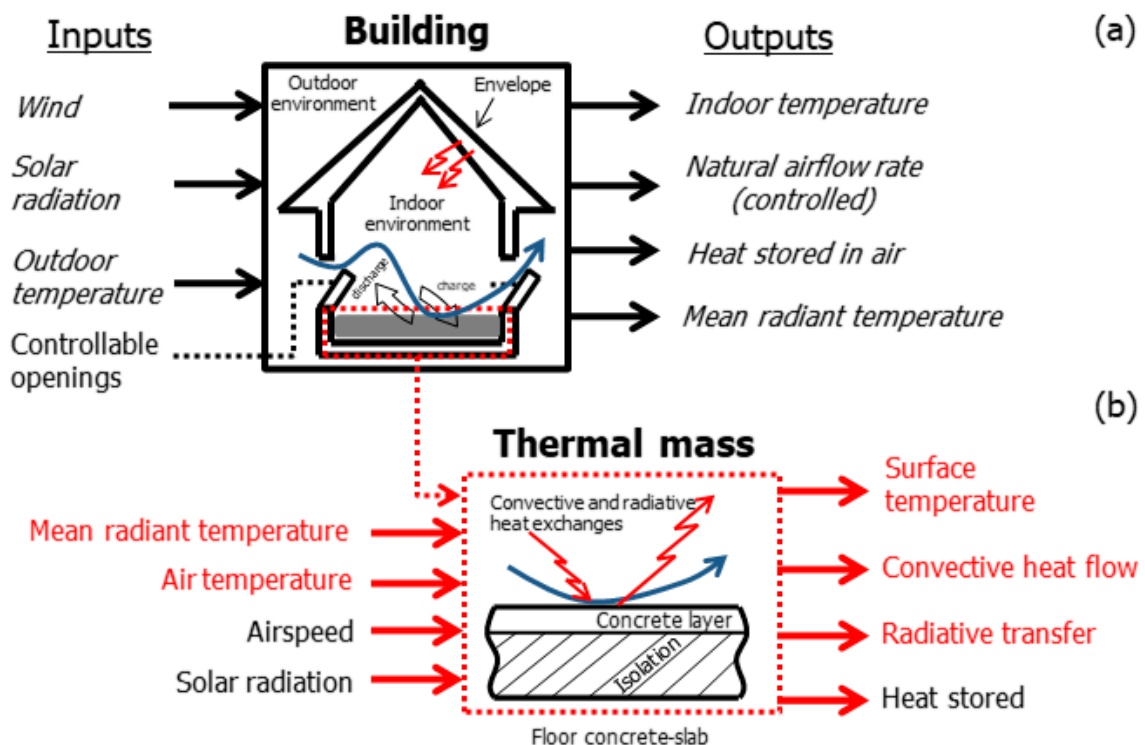 Inputs
Building
Outputs
(a)
Wind
Solar
radiation
Outdoor
temperature
Controllable
openings
Outdoor
environment
Envelope
Indoor
environment
discharge
charge
Indoor temperature
Natural airflow rate
(controlled)
Heat stored in air
Mean radiant temperature
(b)
Thermal mass
Mean radiant temperature
Air temperature
Airspeed
Solar radiation
Convective and radiative
heat exchanges
Concrete layer
Isolation
Floor concrete-slab
Surface
temperature
Convective heat flow
Radiative transfer
Heat stored